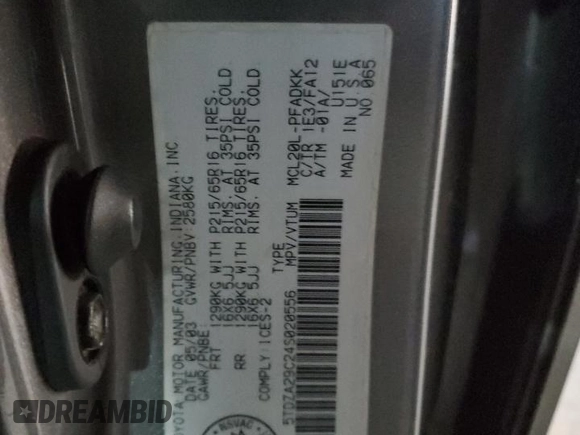 TOYOTA MOTOR MANUFACTURING, INDIANA, INC
DATE 05/03 GVWR/PNBV 2580KG
GAWR/PNBE:
FRT 1290KG WITH P215/65R16 TIRES.
16X6.5JJ RIMS. AT 35PSI COLD
RR 1290KG WITH P215/65R16 TIRES.
16X6.5JJ RIMS. AT 35PSI COLD
COMPLY: ICES-2
5TDZA29C24S020556 TYPE MPV/VTUM
MCL20L-PFADKK
C/TR 1E3/FA12
A/TM -01A/ U151E
MADE IN U.S.A
NO 065
DREAMBID